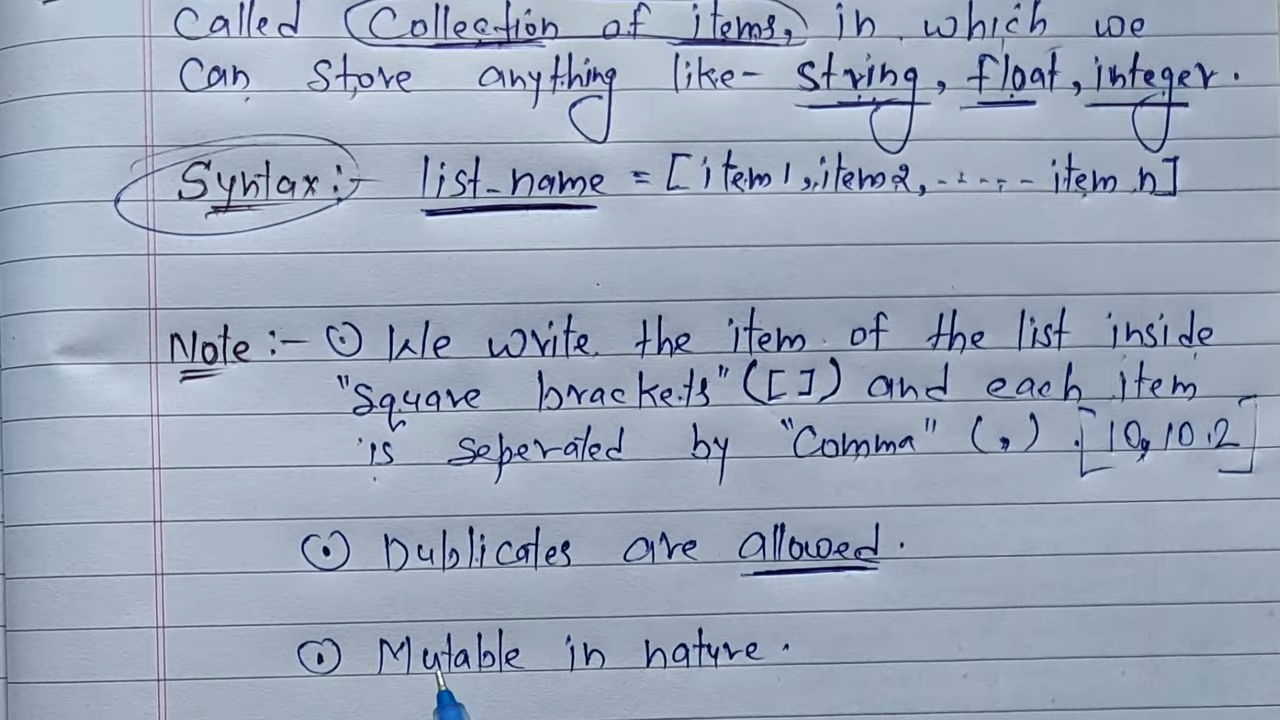 Called Collection of items, in which we
can store anything like- string, float, integer.
Syntax:- list_name = [item1, item2, ------ item n]
Note:- ⊙ We write the item of the list inside
"Square brackets" ([]) and each item
is seperated by "Comma" (,). [10, 10.2]
⊙ Dublicates are allowed.
⊙ Mutable in nature.